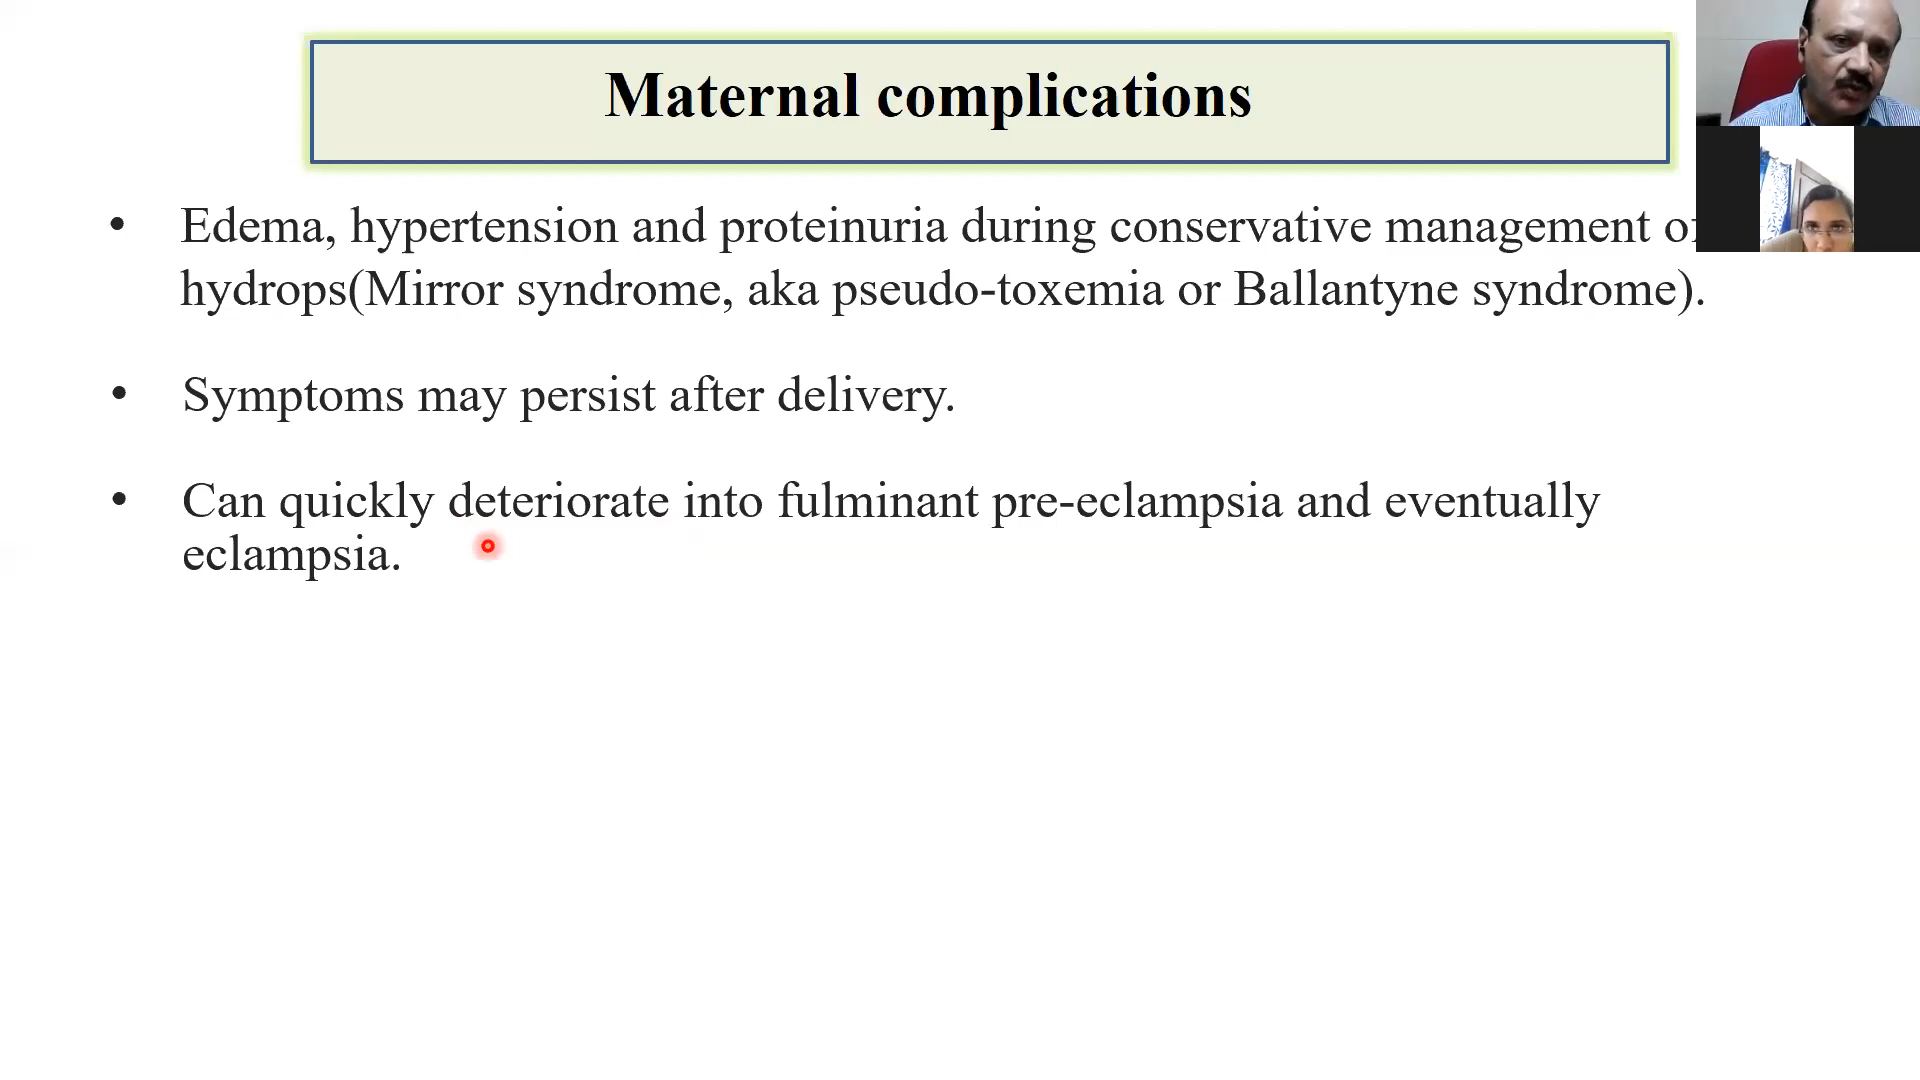 Maternal complications
• Edema, hypertension and proteinuria during conservative management of
hydrops(Mirror syndrome, aka pseudo-toxemia or Ballantyne syndrome).
• Symptoms may persist after delivery.
• Can quickly deteriorate into fulminant pre-eclampsia and eventually
eclampsia.